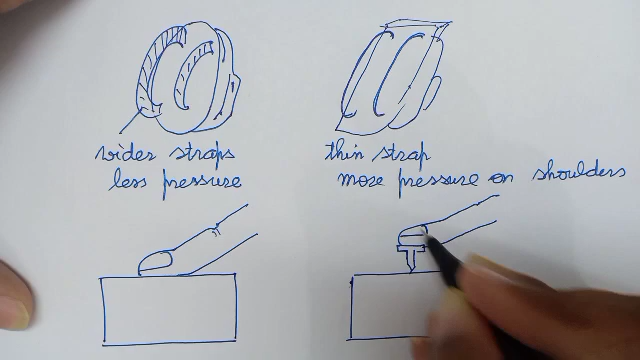 wider straps
less pressure
thin strap
more pressure on shoulders